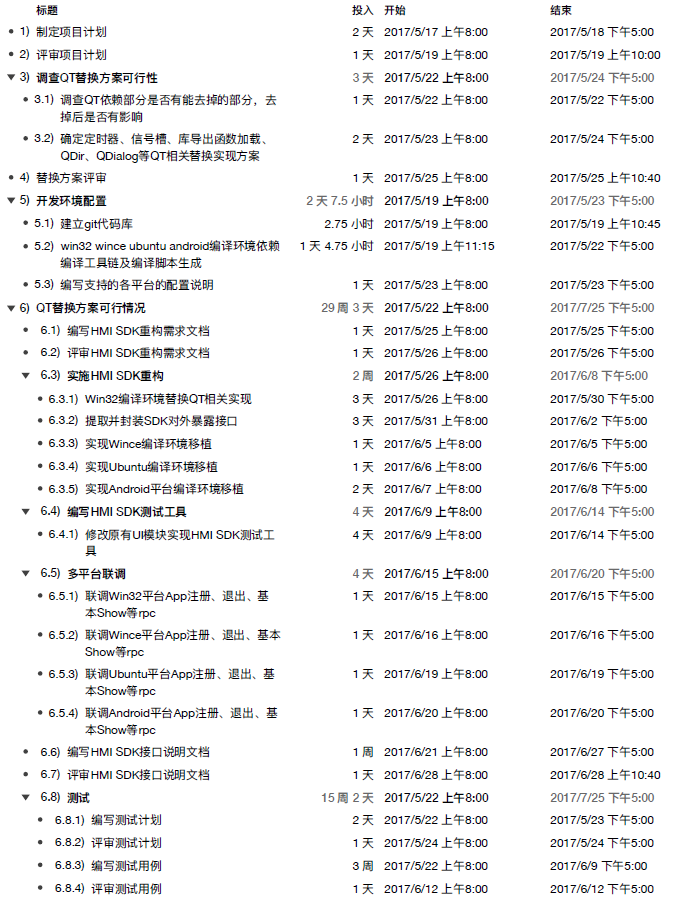 标题 投入 开始 结束
1) 制定项目计划 2 天 2017/5/17 上午8:00 2017/5/18 下午5:00
2) 评审项目计划 1 天 2017/5/19 上午8:00 2017/5/19 上午10:00
3) 调查QT替换方案可行性 3 天 2017/5/22 上午8:00 2017/5/24 下午5:00
3.1) 调查QT依赖部分是否有能去掉的部分，去 1 天 2017/5/22 上午8:00 2017/5/22 下午5:00
掉后是否有影响
3.2) 确定定时器、信号槽、库导出函数加载、 2 天 2017/5/23 上午8:00 2017/5/24 下午5:00
QDir、QDialog等QT相关替换实现方案
4) 替换方案评审 1 天 2017/5/25 上午8:00 2017/5/25 上午10:40
5) 开发环境配置 2 天 7.5 小时 2017/5/19 上午8:00 2017/5/23 下午5:00
5.1) 建立git代码库 2.75 小时 2017/5/19 上午8:00 2017/5/19 上午10:45
5.2) win32 wince ubuntu android编译环境依赖 1 天 4.75 小时 2017/5/19 上午11:15 2017/5/22 下午5:00
编译工具链及编译脚本生成
5.3) 编写支持的各平台的配置说明 1 天 2017/5/23 上午8:00 2017/5/23 下午5:00
6) QT替换方案可行情况 29 周 3 天 2017/5/22 上午8:00 2017/7/25 下午5:00
6.1) 编写HMI SDK重构需求文档 1 天 2017/5/25 上午8:00 2017/5/25 下午5:00
6.2) 评审HMI SDK重构需求文档 1 天 2017/5/26 上午8:00 2017/5/26 下午5:00
6.3) 实施HMI SDK重构 2 周 2017/5/26 上午8:00 2017/6/8 下午5:00
6.3.1) Win32编译环境替换QT相关实现 3 天 2017/5/26 上午8:00 2017/5/30 下午5:00
6.3.2) 提取并封装SDK对外暴露接口 3 天 2017/5/31 上午8:00 2017/6/2 下午5:00
6.3.3) 实现Wince编译环境移植 1 天 2017/6/5 上午8:00 2017/6/5 下午5:00
6.3.4) 实现Ubuntu编译环境移植 1 天 2017/6/6 上午8:00 2017/6/6 下午5:00
6.3.5) 实现Android平台编译环境移植 2 天 2017/6/7 上午8:00 2017/6/8 下午5:00
6.4) 编写HMI SDK测试工具 4 天 2017/6/9 上午8:00 2017/6/14 下午5:00
6.4.1) 修改原有UI模块实现HMI SDK测试工 4 天 2017/6/9 上午8:00 2017/6/14 下午5:00
具
6.5) 多平台联调 4 天 2017/6/15 上午8:00 2017/6/20 下午5:00
6.5.1) 联调Win32平台App注册、退出、基 1 天 2017/6/15 上午8:00 2017/6/15 下午5:00
本Show等rpc
6.5.2) 联调Wince平台App注册、退出、基本 1 天 2017/6/16 上午8:00 2017/6/16 下午5:00
Show等rpc
6.5.3) 联调Ubuntu平台App注册、退出、基 1 天 2017/6/19 上午8:00 2017/6/19 下午5:00
本Show等rpc
6.5.4) 联调Android平台App注册、退出、基 1 天 2017/6/20 上午8:00 2017/6/20 下午5:00
本Show等rpc
6.6) 编写HMI SDK接口说明文档 1 周 2017/6/21 上午8:00 2017/6/27 下午5:00
6.7) 评审HMI SDK接口说明文档 1 天 2017/6/28 上午8:00 2017/6/28 上午10:40
6.8) 测试 15 周 2 天 2017/5/22 上午8:00 2017/7/25 下午5:00
6.8.1) 编写测试计划 2 天 2017/5/22 上午8:00 2017/5/23 下午5:00
6.8.2) 评审测试计划 1 天 2017/5/24 上午8:00 2017/5/24 下午5:00
6.8.3) 编写测试用例 3 周 2017/5/22 上午8:00 2017/6/9 下午5:00
6.8.4) 评审测试用例 1 天 2017/6/12 上午8:00 2017/6/12 下午5:00